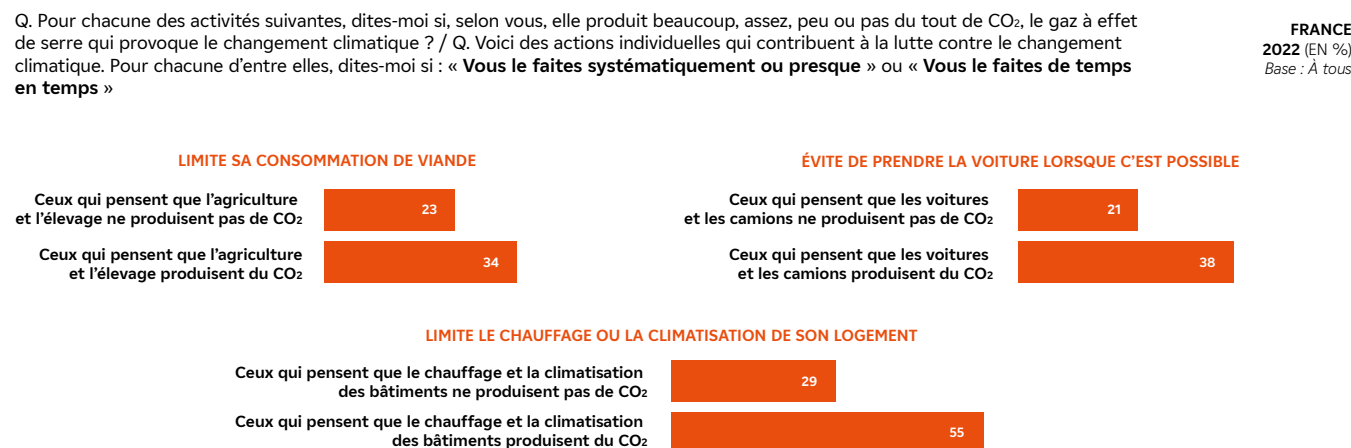 Q. Pour chacune des activités suivantes, dites-moi si, selon vous, elle produit beaucoup, assez, peu ou pas du tout de CO₂, le gaz à effet
de serre qui provoque le changement climatique ? / Q. Voici des actions individuelles qui contribuent à la lutte contre le changement
climatique. Pour chacune d'entre elles, dites-moi si : « Vous le faites systématiquement ou presque » ou « Vous le faites de temps
en temps »
FRANCE
2022 (EN %)
Base : À tous
LIMITE SA CONSOMMATION DE VIANDE
Ceux qui pensent que l'agriculture
et l'élevage ne produisent pas de CO₂
23
Ceux qui pensent que l'agriculture
et l'élevage produisent du CO₂
34
ÉVITE DE PRENDRE LA VOITURE LORSQUE C'EST POSSIBLE
Ceux qui pensent que les voitures
et les camions ne produisent pas de CO₂
21
Ceux qui pensent que les voitures
et les camions produisent du CO₂
38
LIMITE LE CHAUFFAGE OU LA CLIMATISATION DE SON LOGEMENT
Ceux qui pensent que le chauffage et la climatisation
des bâtiments ne produisent pas de CO₂
29
Ceux qui pensent que le chauffage et la climatisation
des bâtiments produisent du CO₂
55